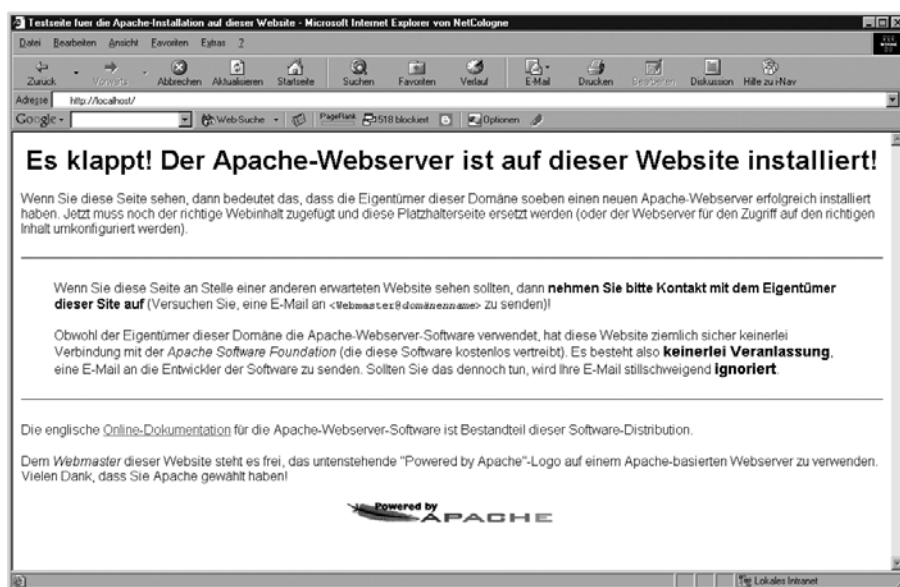 Testseite fuer die Apache-Installation auf dieser Website - Microsoft Internet Explorer von NetCologne
Datei Bearbeiten Ansicht Favoriten Extras ?
Zurück Vorwärts Abbrechen Aktualisieren Startseite Suchen Favoriten Verlauf E-Mail Drucken Bearbeiten Diskussion Hilfe zu i-Nav
Adresse http://localhost/
Google Web-Suche PageRank 1518 blockiert Optionen
Es klappt! Der Apache-Webserver ist auf dieser Website installiert!
Wenn Sie diese Seite sehen, dann bedeutet das, dass die Eigentümer dieser Domäne soeben einen neuen Apache-Webserver erfolgreich installiert
haben. Jetzt muss noch der richtige Webinhalt zugefügt und diese Platzhalterseite ersetzt werden (oder der Webserver für den Zugriff auf den richtigen
Inhalt umkonfiguriert werden).
Wenn Sie diese Seite an Stelle einer anderen erwarteten Website sehen sollten, dann nehmen Sie bitte Kontakt mit dem Eigentümer
dieser Site auf (Versuchen Sie, eine E-Mail an <Webmaster@domänenname> zu senden)!
Obwohl der Eigentümer dieser Domäne die Apache-Webserver-Software verwendet, hat diese Website ziemlich sicher keinerlei
Verbindung mit der Apache Software Foundation (die diese Software kostenlos vertreibt). Es besteht also keinerlei Veranlassung,
eine E-Mail an die Entwickler der Software zu senden. Sollten Sie das dennoch tun, wird Ihre E-Mail stillschweigend ignoriert.
Die englische Online-Dokumentation für die Apache-Webserver-Software ist Bestandteil dieser Software-Distribution.
Dem Webmaster dieser Website steht es frei, das untenstehende "Powered by Apache"-Logo auf einem Apache-basierten Webserver zu verwenden.
Vielen Dank, dass Sie Apache gewählt haben!
Powered by
APACHE
Lokales Intranet